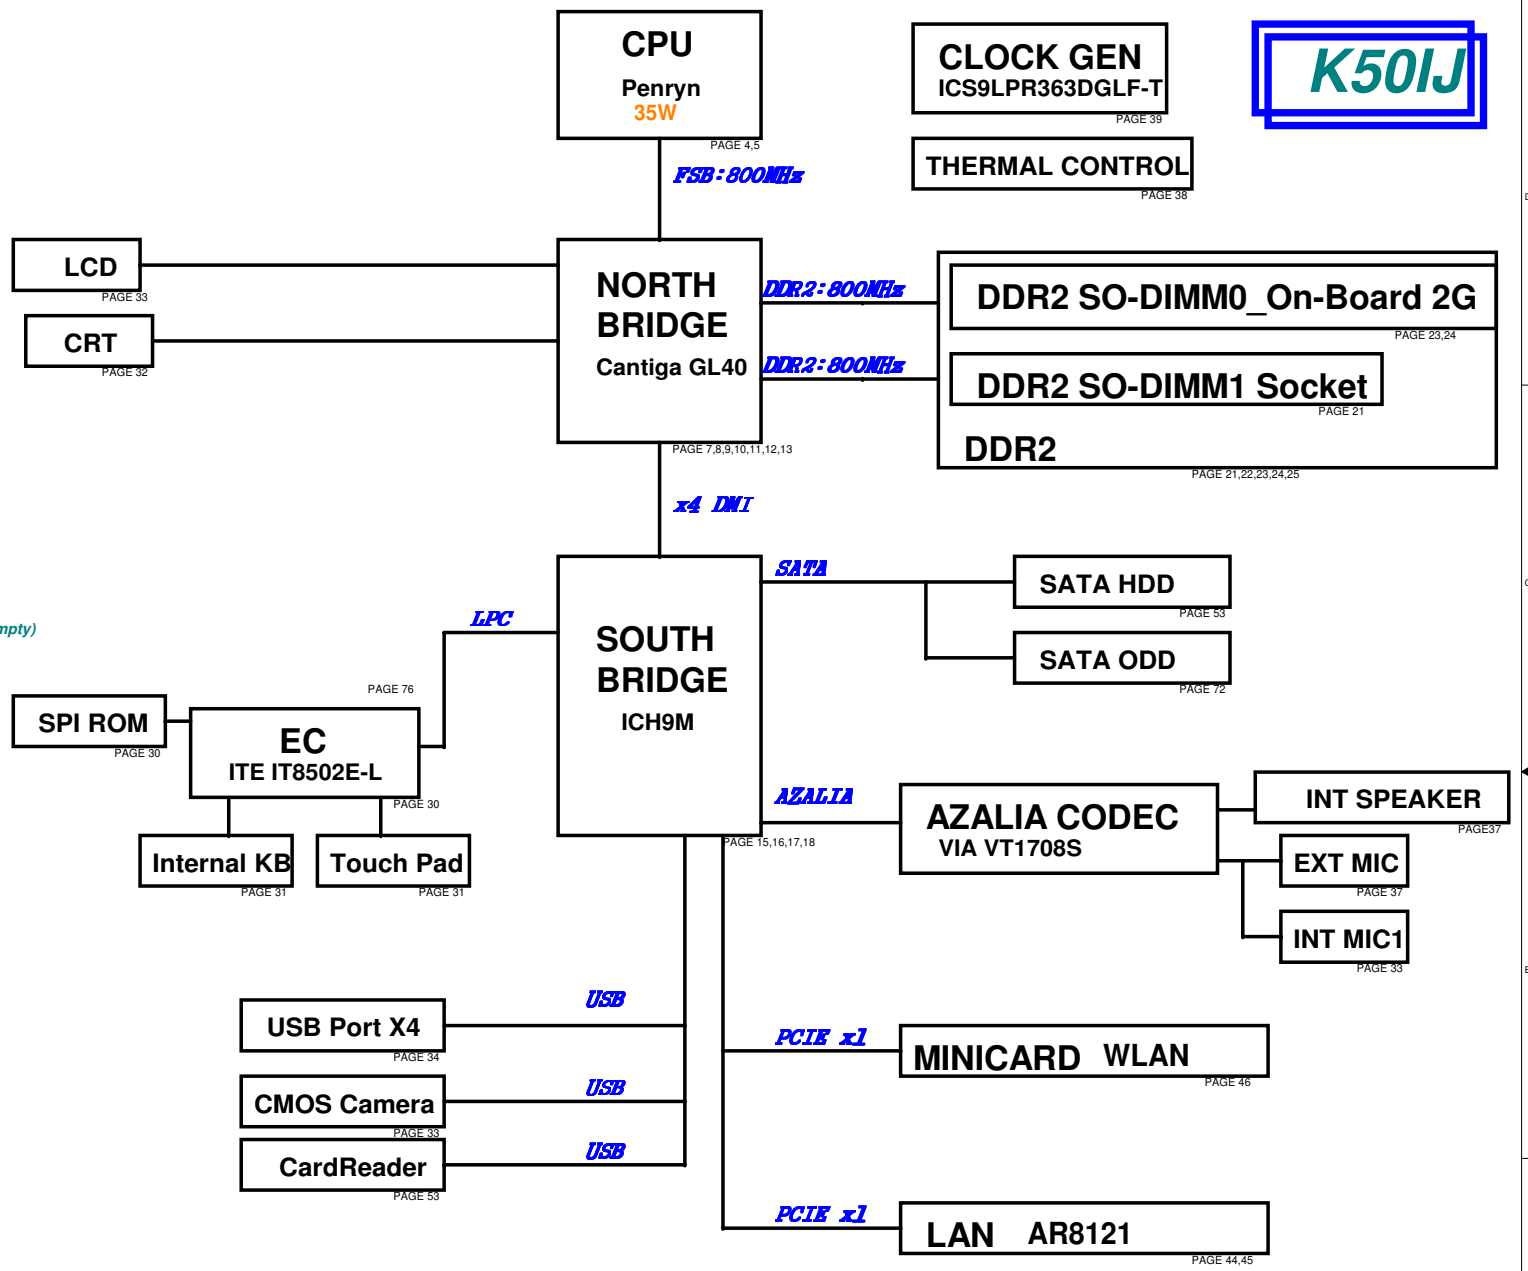 CPU
Penryn
35W
PAGE 4,5
CLOCK GEN
ICS9LPR363DGLF-T
PAGE 39
K50IJ
THERMAL CONTROL
PAGE 38
FSB:800MHz
D
LCD
PAGE 33
CRT
PAGE 32
NORTH
BRIDGE
Cantiga GL40
PAGE 7,8,9,10,11,12,13
DDR2:800MHz
DDR2:800MHz
DDR2 SO-DIMM0_On-Board 2G
PAGE 23,24
DDR2 SO-DIMM1 Socket
PAGE 21
DDR2
PAGE 21,22,23,24,25
x4 DMI
SOUTH
BRIDGE
ICH9M
PAGE 15,16,17,18
SATA
SATA HDD
PAGE 53
SATA ODD
PAGE 72
C
LPC
mpty)
PAGE 76
SPI ROM
PAGE 30
EC
ITE IT8502E-L
PAGE 30
Internal KB
PAGE 31
Touch Pad
PAGE 31
AZALIA
AZALIA CODEC
VIA VT1708S
INT SPEAKER
PAGE37
EXT MIC
PAGE 37
INT MIC1
PAGE 33
B
USB
USB Port X4
PAGE 34
USB
CMOS Camera
PAGE 33
USB
CardReader
PAGE 53
PCIE x1
MINICARD WLAN
PAGE 46
PCIE x1
LAN AR8121
PAGE 44,45